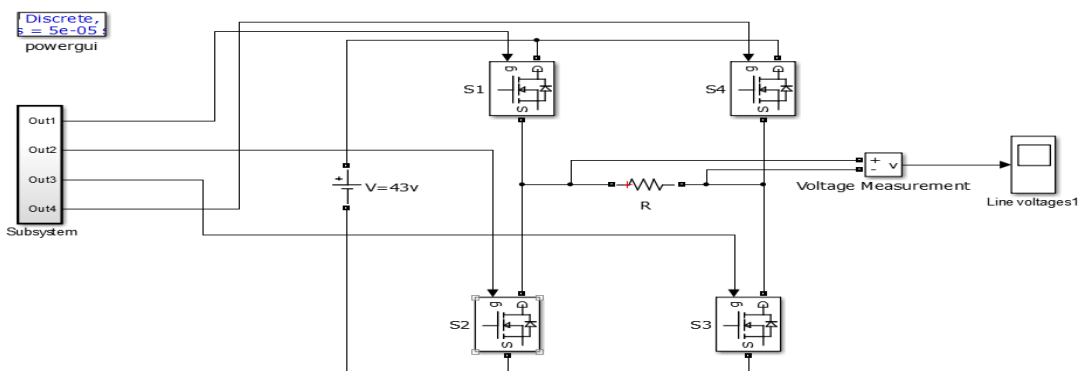 Discrete,
s = 5e-05 s
powergui
Out1
Out2
Out3
Out4
Subsystem
V=43v
+
g
D
S
S1
g
D
S
S4
+
-
v
Voltage Measurement
+
R
Line voltages1
g
D
S
S2
g
D
S
S3